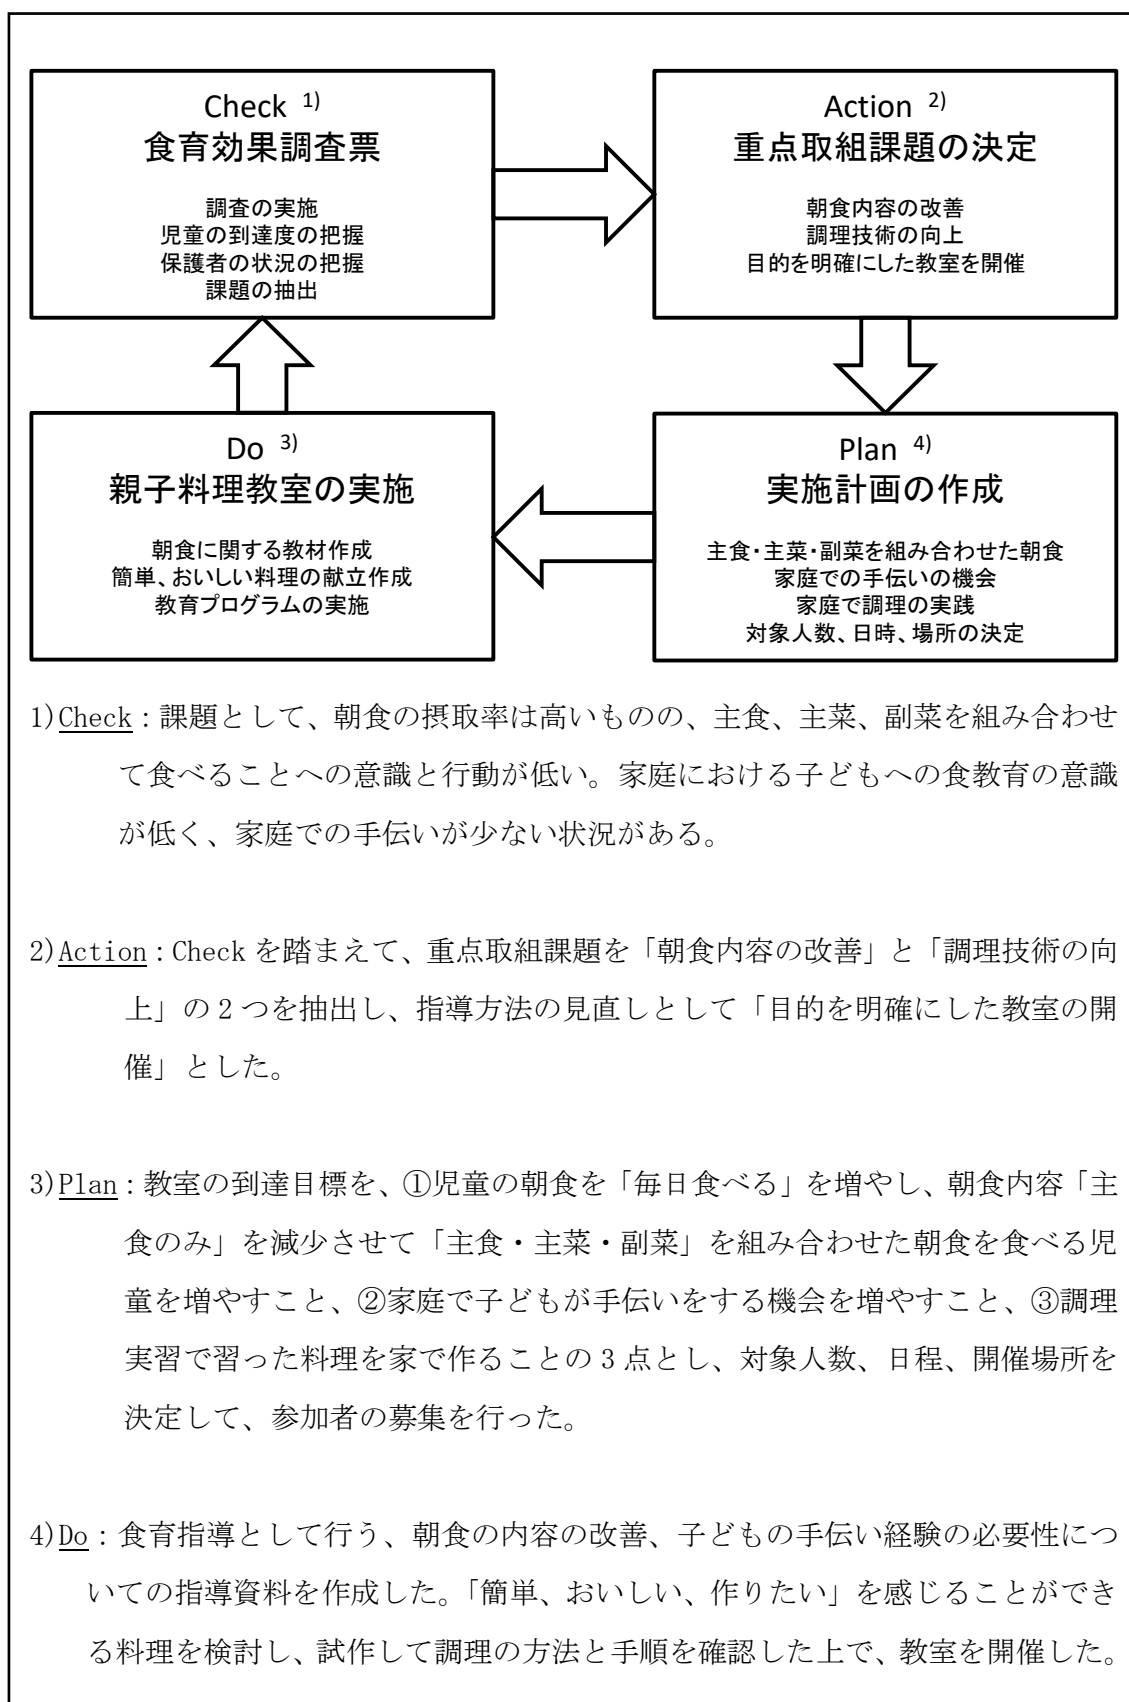 Check 1)
食育効果調査票
調査の実施
児童の到達度の把握
保護者の状況の把握
課題の抽出
Action 2)
重点取組課題の決定
朝食内容の改善
調理技術の向上
目的を明確にした教室を開催
Do 3)
親子料理教室の実施
朝食に関する教材作成
簡単、おいしい料理の献立作成
教育プログラムの実施
Plan 4)
実施計画の作成
主食・主菜・副菜を組み合わせた朝食
家庭での手伝いの機会
家庭で調理の実践
対象人数、日時、場所の決定
1)Check：課題として、朝食の摂取率は高いものの、主食、主菜、副菜を組み合わせ
て食べることへの意識と行動が低い。家庭における子どもへの食教育の意識
が低く、家庭での手伝いが少ない状況がある。
2)Action：Check を踏まえて、重点取組課題を「朝食内容の改善」と「調理技術の向
上」の 2 つを抽出し、指導方法の見直しとして「目的を明確にした教室の開
催」とした。
3)Plan：教室の到達目標を、①児童の朝食を「毎日食べる」を増やし、朝食内容「主
食のみ」を減少させて「主食・主菜・副菜」を組み合わせた朝食を食べる児
童を増やすこと、②家庭で子どもが手伝いをする機会を増やすこと、③調理
実習で習った料理を家で作ることの 3 点とし、対象人数、日程、開催場所を
決定して、参加者の募集を行った。
4)Do：食育指導として行う、朝食の内容の改善、子どもの手伝い経験の必要性につ
いての指導資料を作成した。「簡単、おいしい、作りたい」を感じることができ
る料理を検討し、試作して調理の方法と手順を確認した上で、教室を開催した。